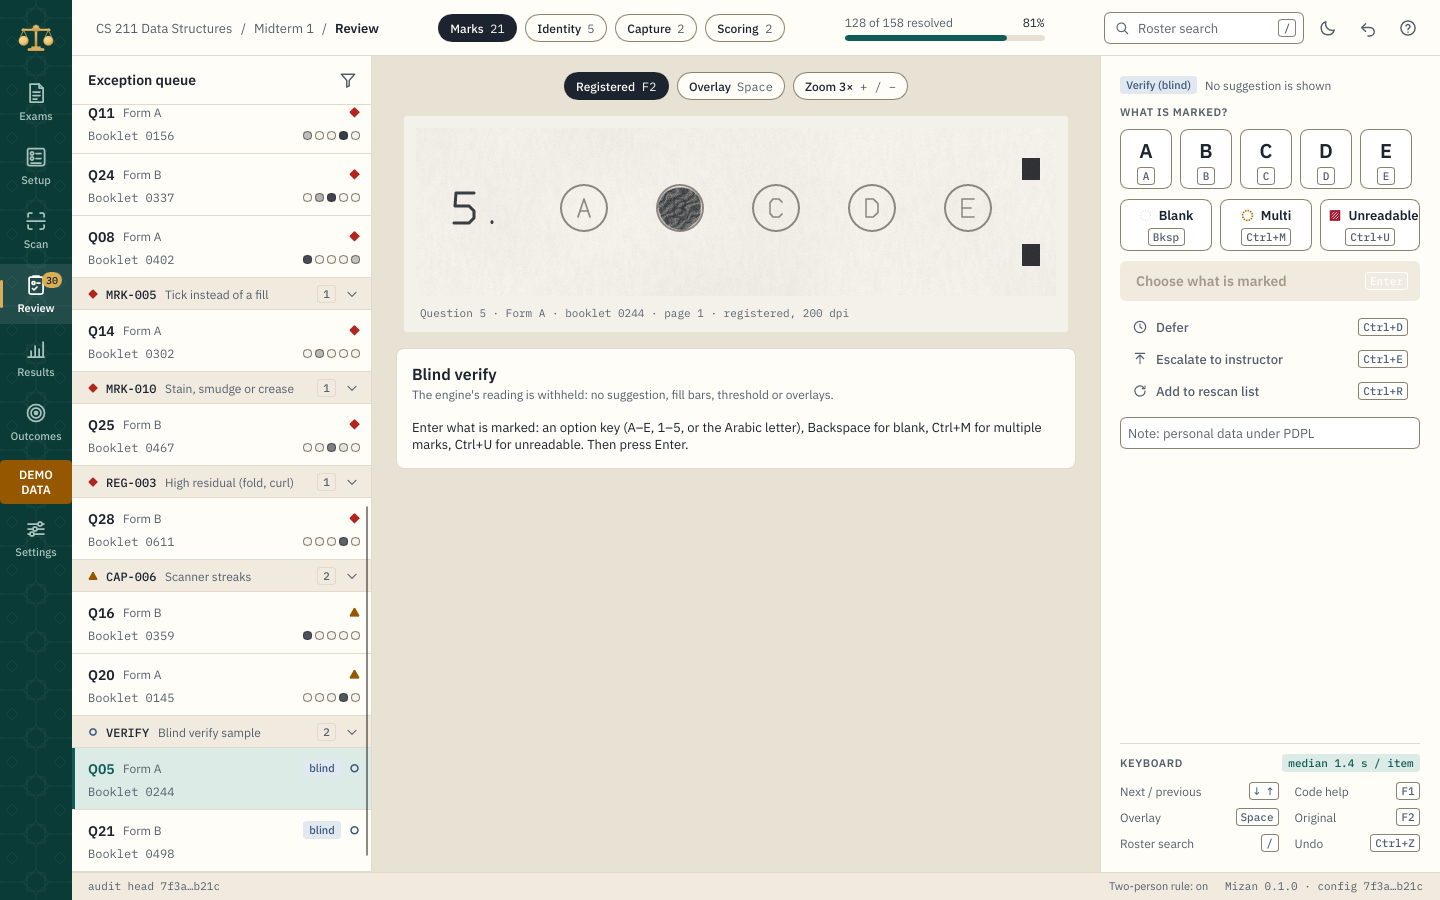 CS 211 Data Structures / Midterm 1 / Review
Marks 21
Identity 5
Capture 2
Scoring 2
128 of 158 resolved 81%
Roster search /
Exams
Setup
Scan
30
Review
Results
Outcomes
DEMO
DATA
Settings
Exception queue
Q11 Form A
Booklet 0156
Q24 Form B
Booklet 0337
Q08 Form A
Booklet 0402
MRK-005 Tick instead of a fill 1
Q14 Form A
Booklet 0302
MRK-010 Stain, smudge or crease 1
Q25 Form B
Booklet 0467
REG-003 High residual (fold, curl) 1
Q28 Form B
Booklet 0611
CAP-006 Scanner streaks 2
Q16 Form B
Booklet 0359
Q20 Form A
Booklet 0145
VERIFY Blind verify sample 2
Q05 Form A blind
Booklet 0244
Q21 Form B blind
Booklet 0498
Registered F2
Overlay Space
Zoom 3× + / −
5. A C D E
Question 5 · Form A · booklet 0244 · page 1 · registered, 200 dpi
Blind verify
The engine's reading is withheld: no suggestion, fill bars, threshold or overlays.
Enter what is marked: an option key (A–E, 1–5, or the Arabic letter), Backspace for blank, Ctrl+M for multiple
marks, Ctrl+U for unreadable. Then press Enter.
Verify (blind) No suggestion is shown
WHAT IS MARKED?
A B C D E
A B C D E
Blank Multi Unreadable
Bksp Ctrl+M Ctrl+U
Choose what is marked Enter
Defer Ctrl+D
Escalate to instructor Ctrl+E
Add to rescan list Ctrl+R
Note: personal data under PDPL
KEYBOARD median 1.4 s / item
Next / previous ↓ ↑ Code help F1
Overlay Space Original F2
Roster search / Undo Ctrl+Z
audit head 7f3a…b21c
Two-person rule: on Mizan 0.1.0 · config 7f3a…b21c